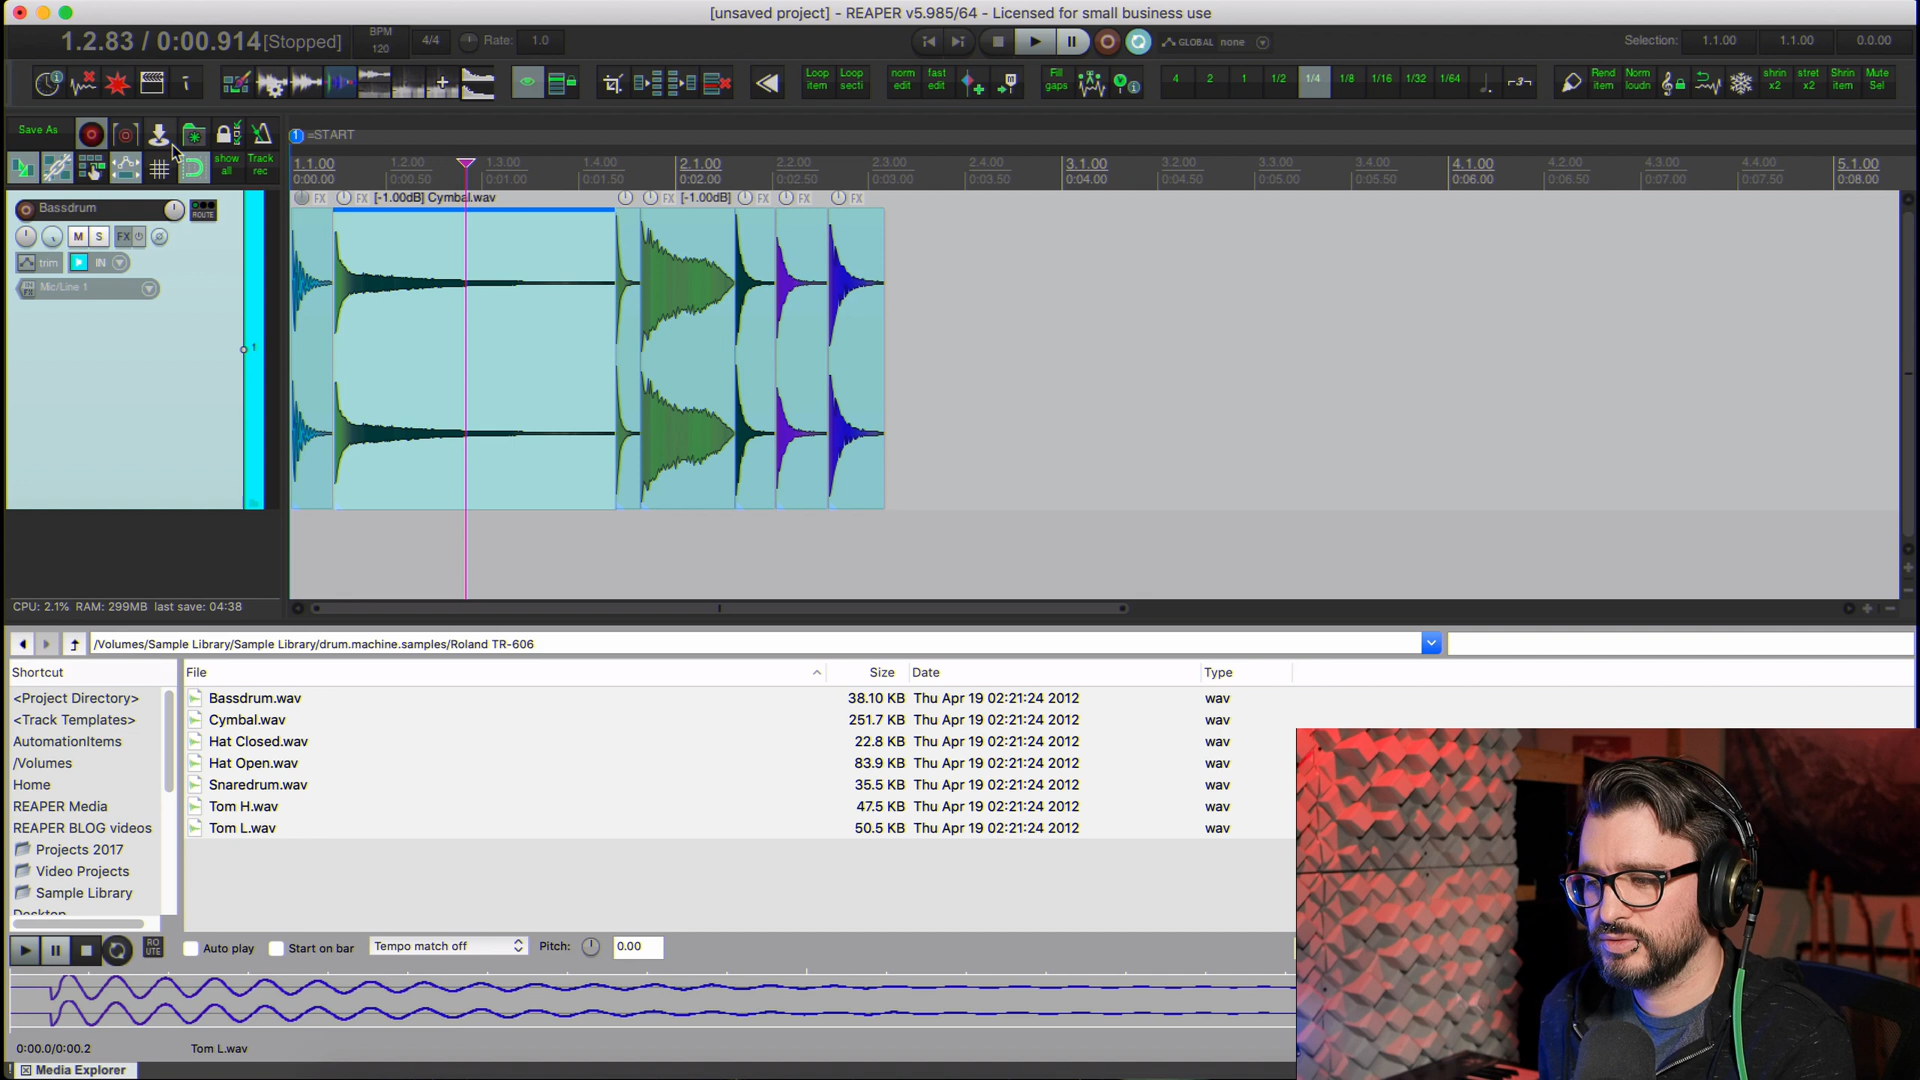 [unsaved project] - REAPER v5.985/64 - Licensed for small business use
1.2.83 / 0:00.914 [Stopped]
BPM
120
4/4
Rate: 1.0
GLOBAL none
Selection: 1.1.00 1.1.00 0.0.00
Loop item
Loop secti
norm edit
fast edit
Fill gaps
4 2 1 1/2 1/4 1/8 1/16 1/32 1/64
-3-
Rend item
Norm loudn
shrin x2
stret x2
Shrin item
Mute Sel
Save As
show all
Track rec
1 =START
1.1.00 1.2.00 1.3.00 1.4.00 2.1.00 2.2.00 2.3.00 2.4.00 3.1.00 3.2.00 3.3.00 3.4.00 4.1.00 4.2.00 4.3.00 4.4.00 5.1.00
0:00.00 0:00.50 0:01.00 0:01.50 0:02.00 0:02.50 0:03.00 0:03.50 0:04.00 0:04.50 0:05.00 0:05.50 0:06.00 0:06.50 0:07.00 0:07.50 0:08.00
FX FX [-1.00dB] Cymbal.wav FX [-1.00dB] FX FX FX
Bassdrum
ROUTE
M S FX
trim IN
IN FX Mic/Line 1
1
CPU: 2.1% RAM: 299MB last save: 04:38
/Volumes/Sample Library/Sample Library/drum.machine.samples/Roland TR-606
Shortcut
File Size Date Type
<Project Directory>
<Track Templates>
AutomationItems
/Volumes
Home
REAPER Media
REAPER BLOG videos
Projects 2017
Video Projects
Sample Library
Desktop
Bassdrum.wav 38.10 KB Thu Apr 19 02:21:24 2012 wav
Cymbal.wav 251.7 KB Thu Apr 19 02:21:24 2012 wav
Hat Closed.wav 22.8 KB Thu Apr 19 02:21:24 2012 wav
Hat Open.wav 83.9 KB Thu Apr 19 02:21:24 2012 wav
Snaredrum.wav 35.5 KB Thu Apr 19 02:21:24 2012 wav
Tom H.wav 47.5 KB Thu Apr 19 02:21:24 2012 wav
Tom L.wav 50.5 KB Thu Apr 19 02:21:24 2012 wav
ROUTE
Auto play
Start on bar
Tempo match off
Pitch: 0.00
0:00.0/0:00.2
Tom L.wav
Media Explorer